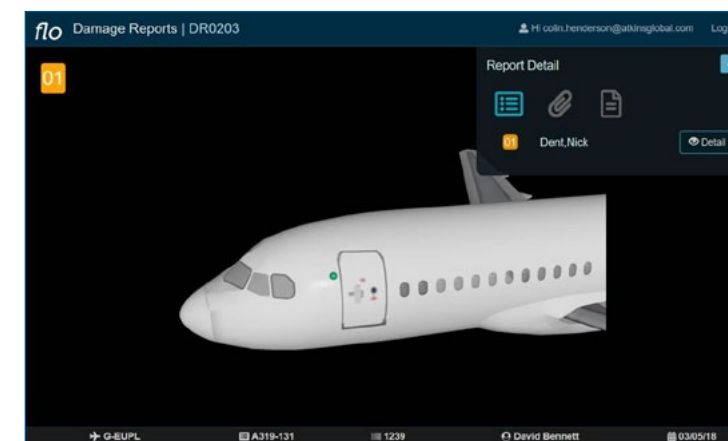 flo Damage Reports | DR0203 Hi colin.henderson@atkinsglobal.com Log
01
Report Detail
01 Dent,Nick Detail
G-EUPL A319-131 1239 David Bennett 03/05/18